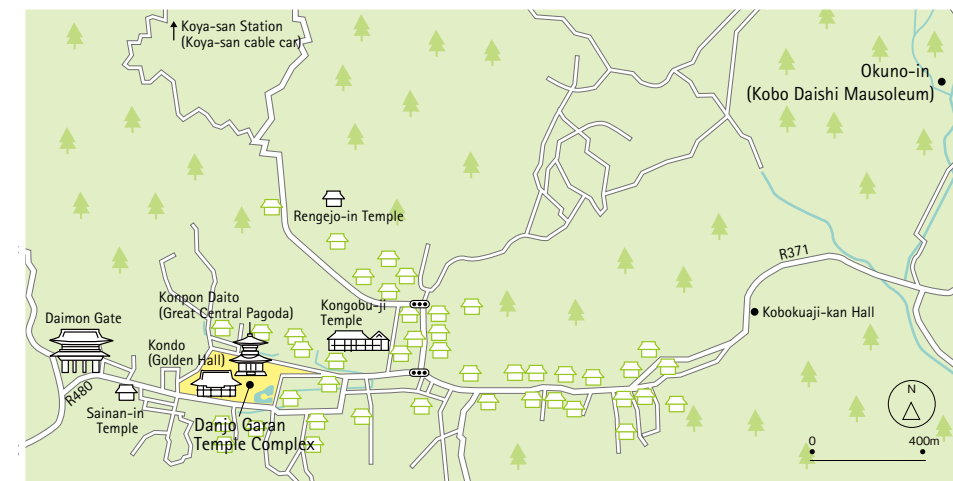 Koya-san Station
(Koya-san cable car)
Okuno-in
(Kobo Daishi Mausoleum)
Rengejo-in Temple
R371
Konpon Daito
(Great Central Pagoda)
Kongobu-ji
Temple
Daimon Gate
Kobokuaji-kan Hall
Kondo
(Golden Hall)
R480
Sainan-in
Temple
Danjo Garan
Temple Complex
N
0
400m